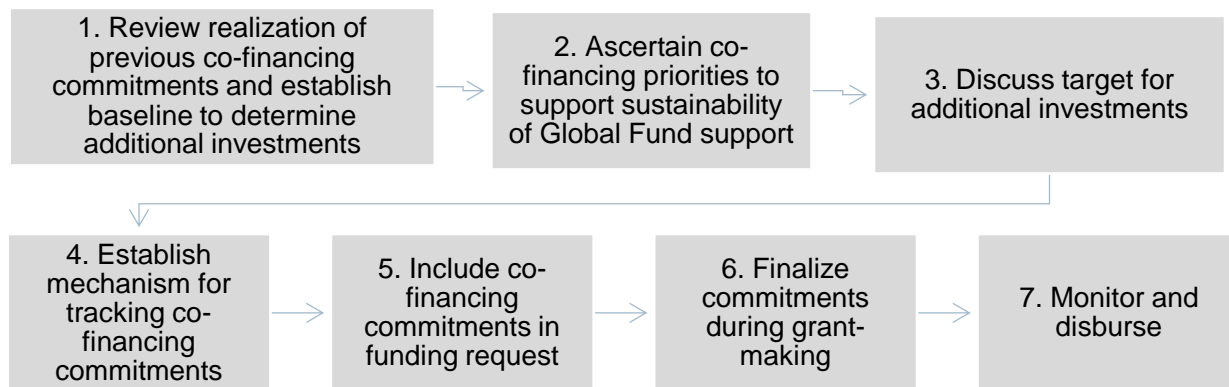 1. Review realization of
previous co-financing
commitments and establish
baseline to determine
additional investments
2. Ascertain co-
financing priorities to
support sustainability
of Global Fund support
3. Discuss target for
additional investments
4. Establish
mechanism for
tracking co-
financing
commitments
5. Include co-
financing
commitments in
funding request
6. Finalize
commitments
during grant-
making
7. Monitor and
disburse